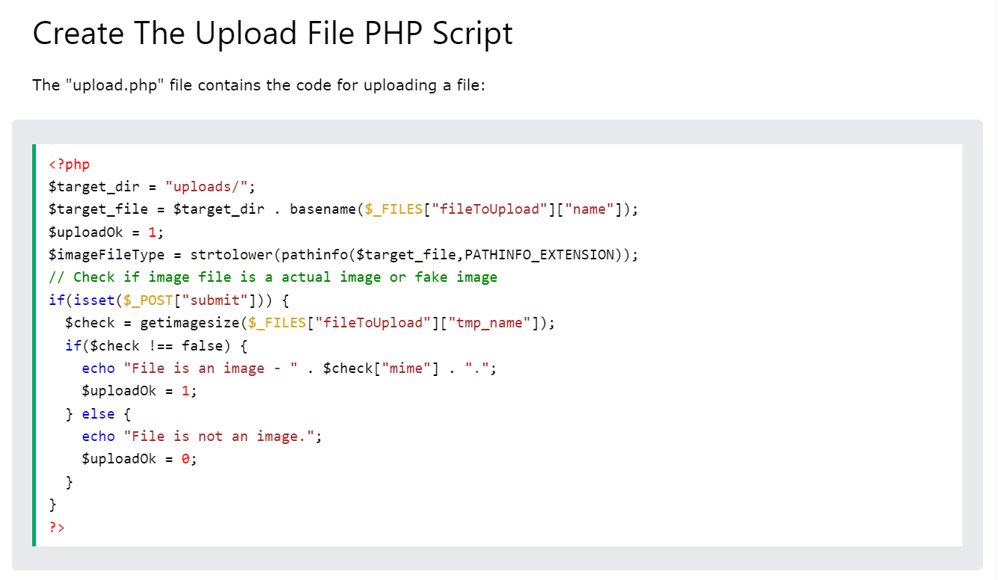 Create The Upload File PHP Script
The "upload.php" file contains the code for uploading a file:
<?php
$target_dir = "uploads/";
$target_file = $target_dir . basename($_FILES["fileToUpload"]["name"]);
$uploadOk = 1;
$imageFileType = strtolower(pathinfo($target_file,PATHINFO_EXTENSION));
// Check if image file is a actual image or fake image
if(isset($_POST["submit"])) {
  $check = getimagesize($_FILES["fileToUpload"]["tmp_name"]);
  if($check !== false) {
    echo "File is an image - " . $check["mime"] . ".";
    $uploadOk = 1;
  } else {
    echo "File is not an image.";
    $uploadOk = 0;
  }
}
?>